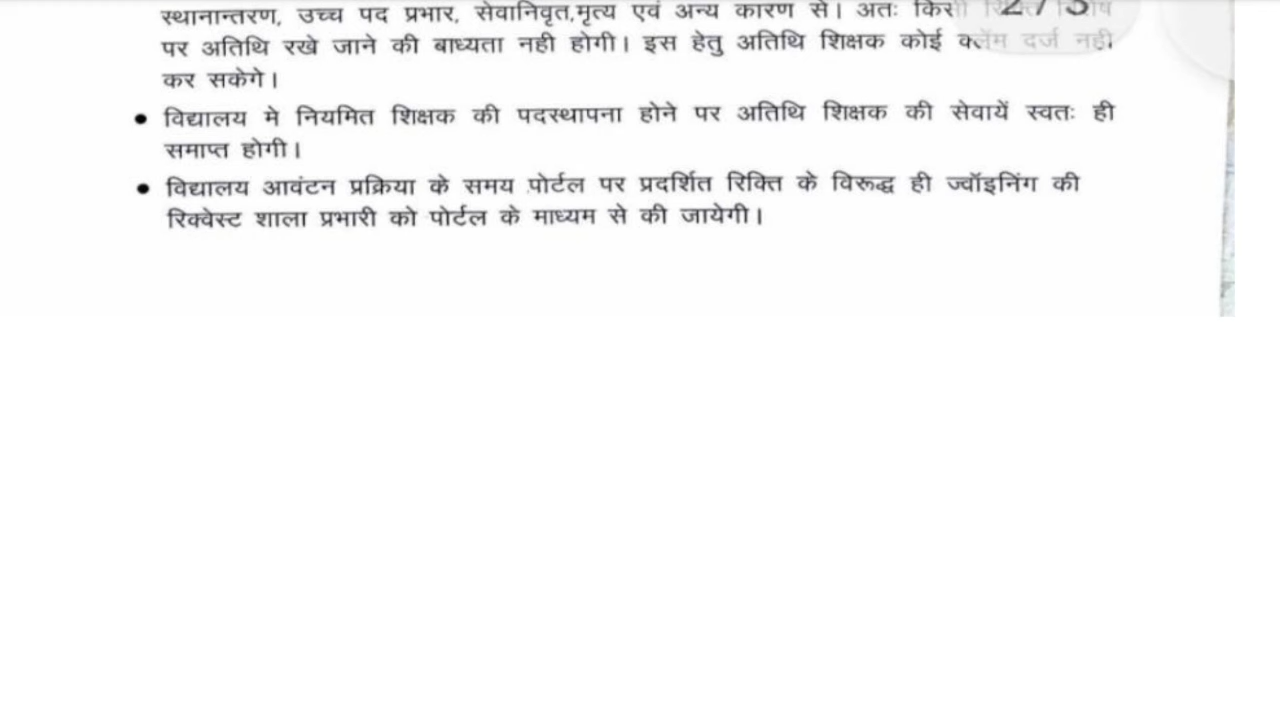 स्थानान्तरण, उच्च पद प्रभार, सेवानिवृत,मृत्य एवं अन्य कारण से। अतः किसी
पर अतिथि रखे जाने की बाध्यता नही होगी। इस हेतु अतिथि शिक्षक कोई क्लेंम दर्ज नही
कर सकेगे।
• विद्यालय मे नियमित शिक्षक की पदस्थापना होने पर अतिथि शिक्षक की सेवायें स्वतः ही
समाप्त होगी।
• विद्यालय आवंटन प्रक्रिया के समय पोर्टल पर प्रदर्शित रिक्ति के विरूद्ध ही ज्वॉइनिंग की
रिक्वेस्ट शाला प्रभारी को पोर्टल के माध्यम से की जायेगी।